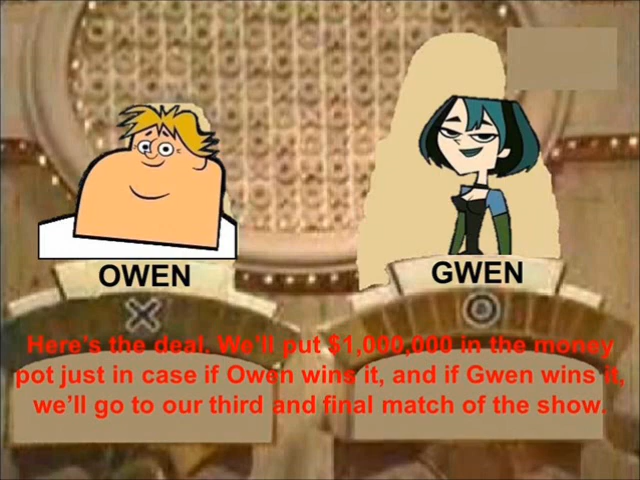 OWEN
GWEN
Here's the deal. We'll put $1,000,000 in the money
pot just in case if Owen wins it, and if Gwen wins it,
we'll go to our third and final match of the show.